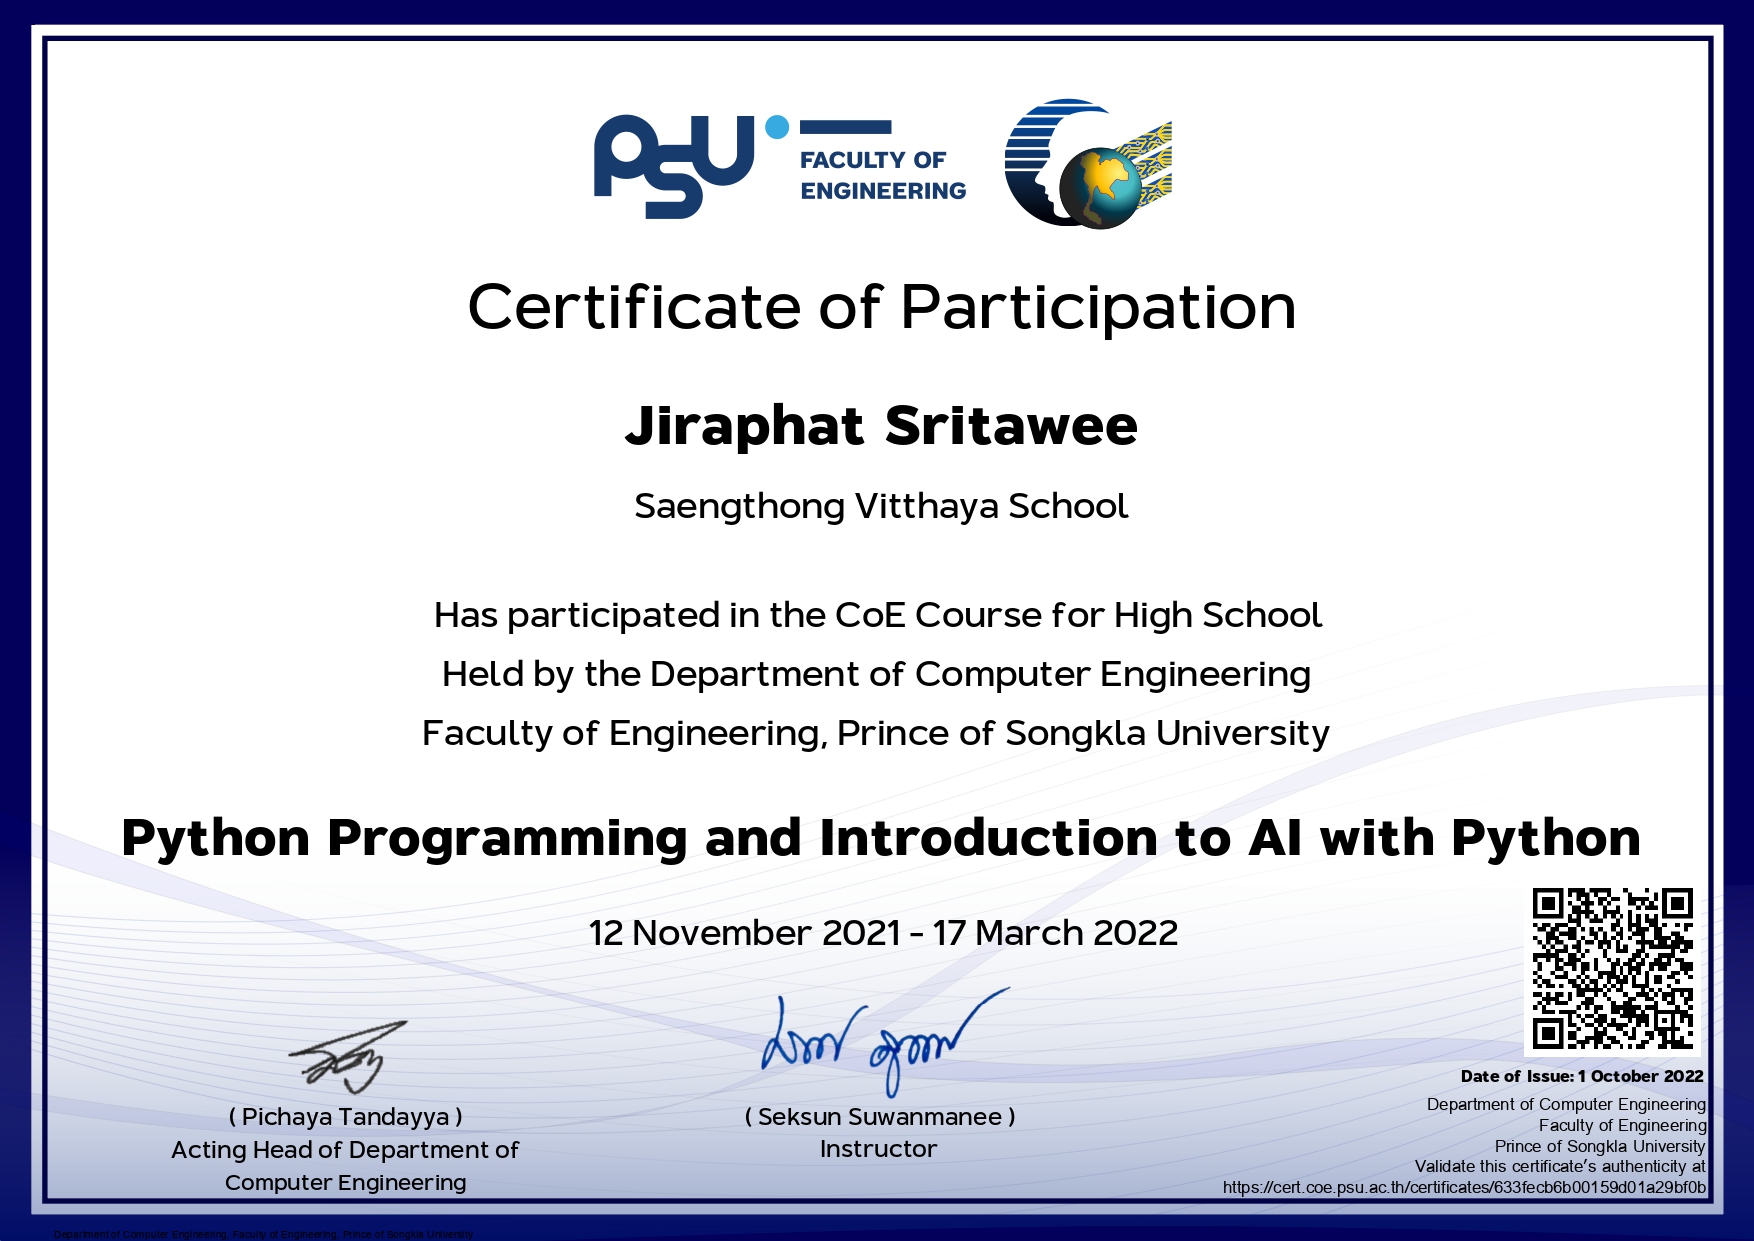 PSU
FACULTY OF
ENGINEERING
Certificate of Participation
Jiraphat Sritawee
Saengthong Vitthaya School
Has participated in the CoE Course for High School
Held by the Department of Computer Engineering
Faculty of Engineering, Prince of Songkla University
Python Programming and Introduction to AI with Python
12 November 2021 - 17 March 2022
( Pichaya Tandayya )
Acting Head of Department of
Computer Engineering
( Seksun Suwanmanee )
Instructor
Date of Issue: 1 October 2022
Department of Computer Engineering
Faculty of Engineering
Prince of Songkla University
Validate this certificate's authenticity at
https://cert.coe.psu.ac.th/certificates/633fecb6b00159d01a29bf0b
Department of Computer Engineering, Faculty of Engineering, Prince of Songkla University